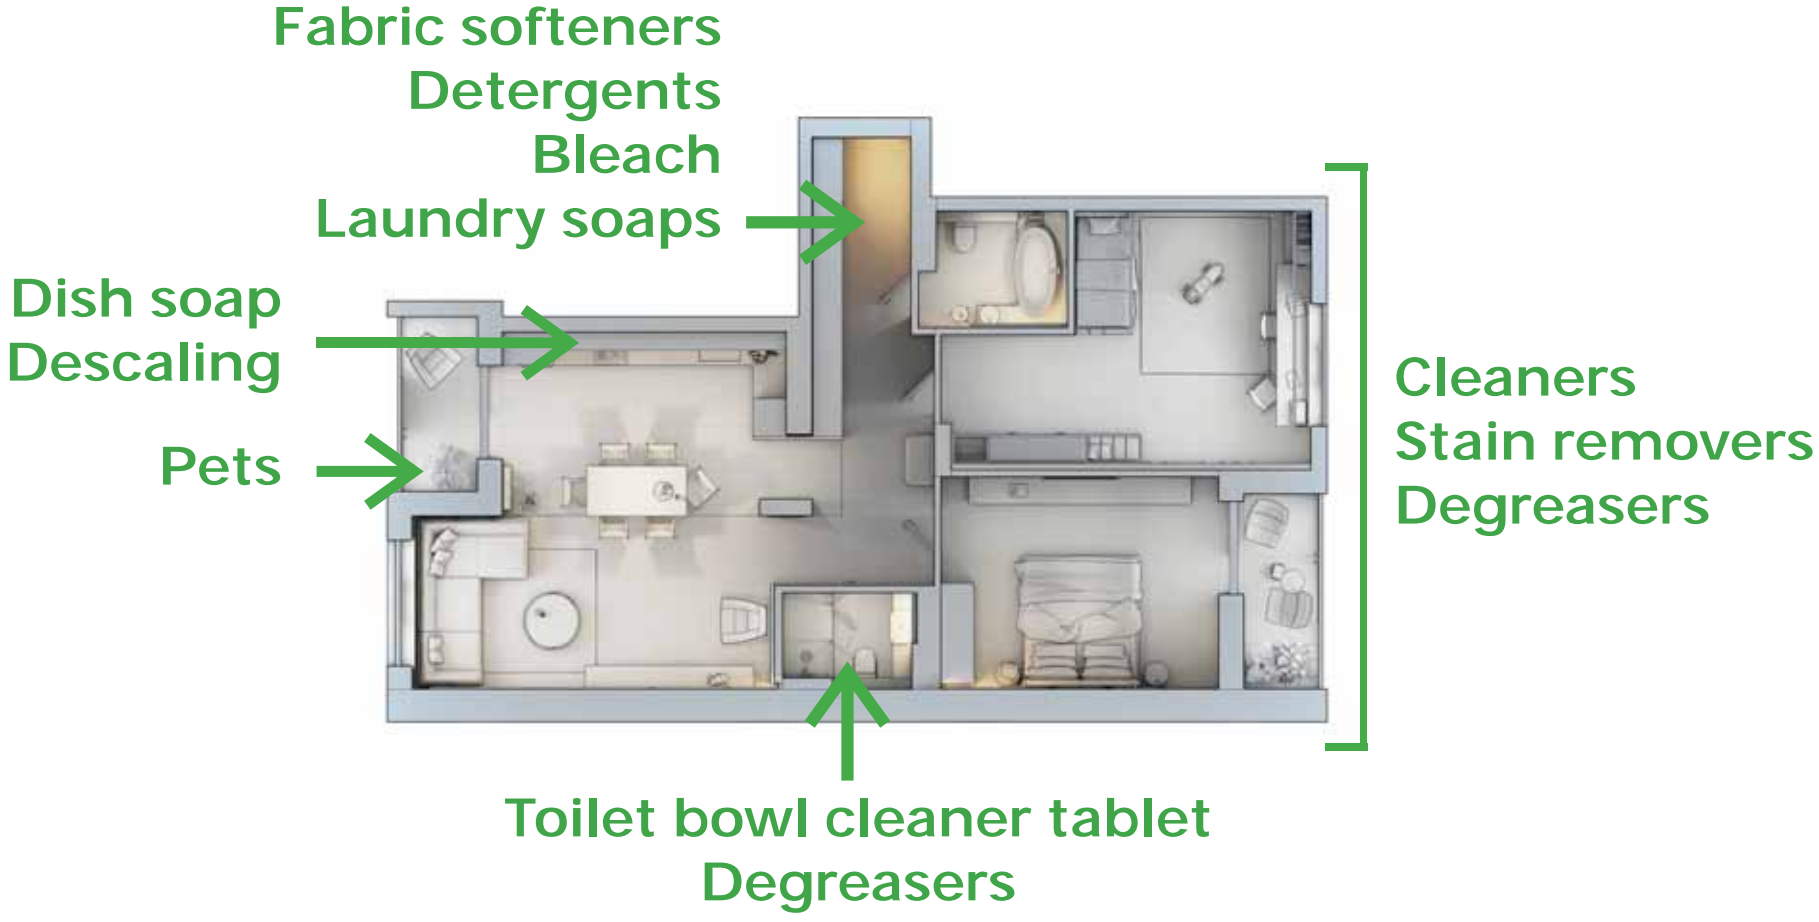 Fabric softeners
Detergents
Bleach
Laundry soaps
Dish soap
Descaling
Pets
Cleaners
Stain removers
Degreasers
Toilet bowl cleaner tablet
Degreasers